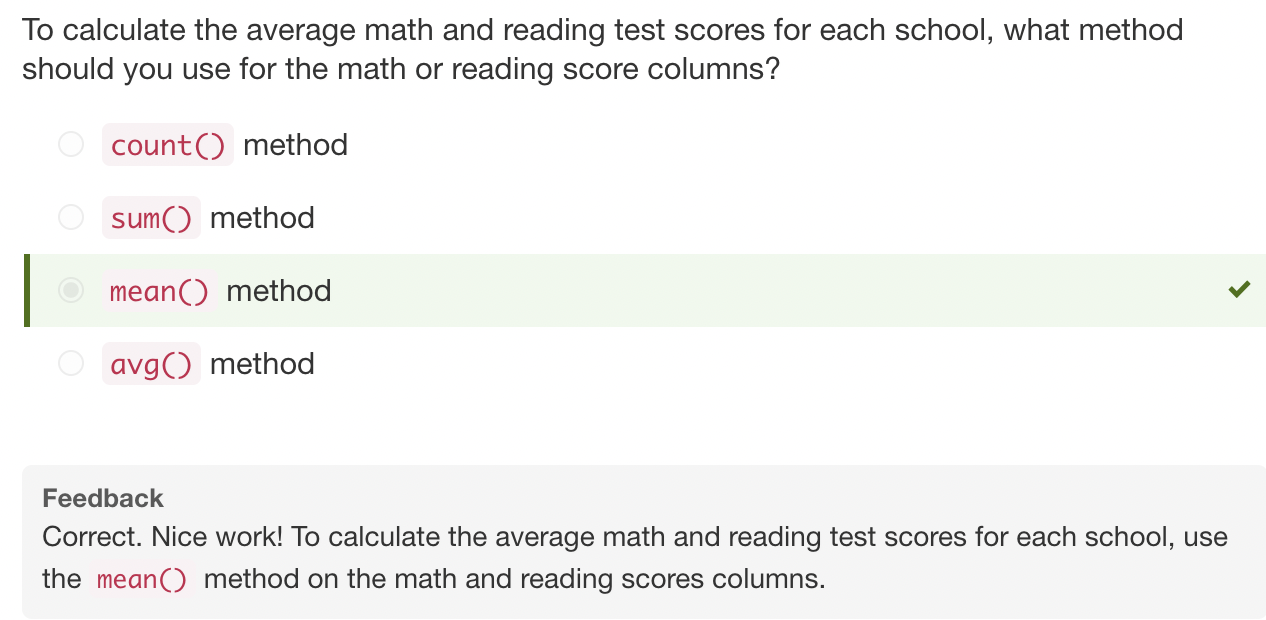 To calculate the average math and reading test scores for each school, what method
should you use for the math or reading score columns?
count() method
sum() method
mean() method
avg() method
Feedback
Correct. Nice work! To calculate the average math and reading test scores for each school, use
the mean() method on the math and reading scores columns.